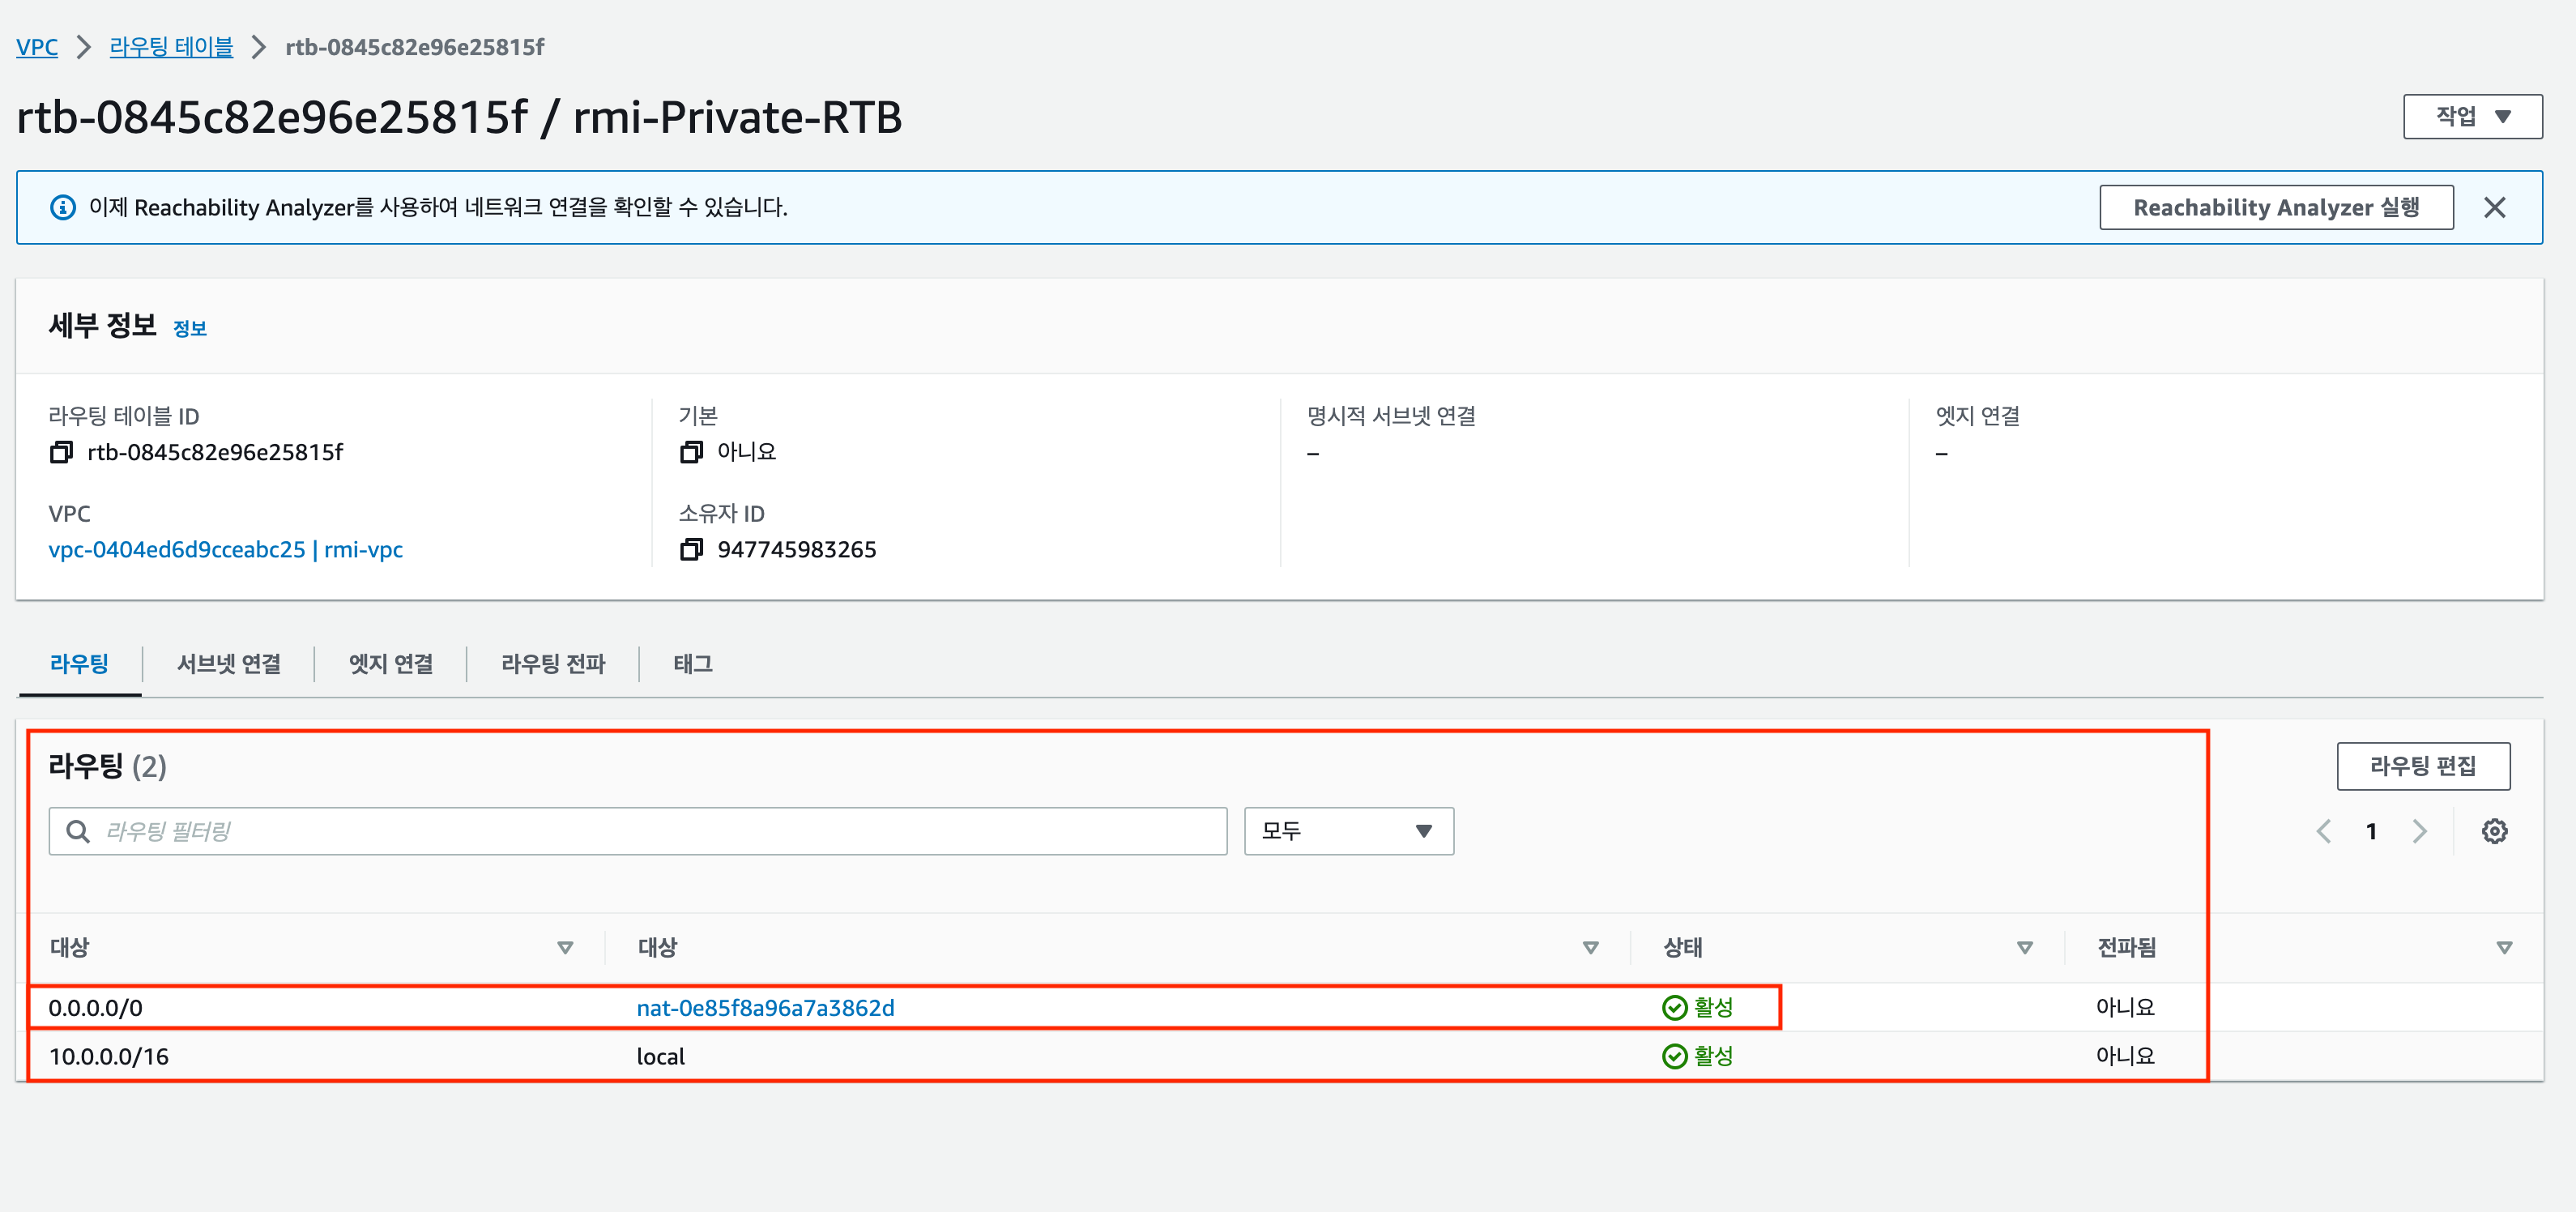 VPC > 라우팅 테이블 > rtb-0845c82e96e25815f
rtb-0845c82e96e25815f / rmi-Private-RTB
작업
이제 Reachability Analyzer를 사용하여 네트워크 연결을 확인할 수 있습니다.
Reachability Analyzer 실행
세부 정보 정보
라우팅 테이블 ID
rtb-0845c82e96e25815f
기본
아니요
명시적 서브넷 연결
–
엣지 연결
–
VPC
vpc-0404ed6d9cceabc25 | rmi-vpc
소유자 ID
947745983265
라우팅 서브넷 연결 엣지 연결 라우팅 전파 태그
라우팅 (2)
라우팅 편집
라우팅 필터링
모두
1
대상 대상 상태 전파됨
0.0.0.0/0 nat-0e85f8a96a7a3862d 활성 아니요
10.0.0.0/16 local 활성 아니요